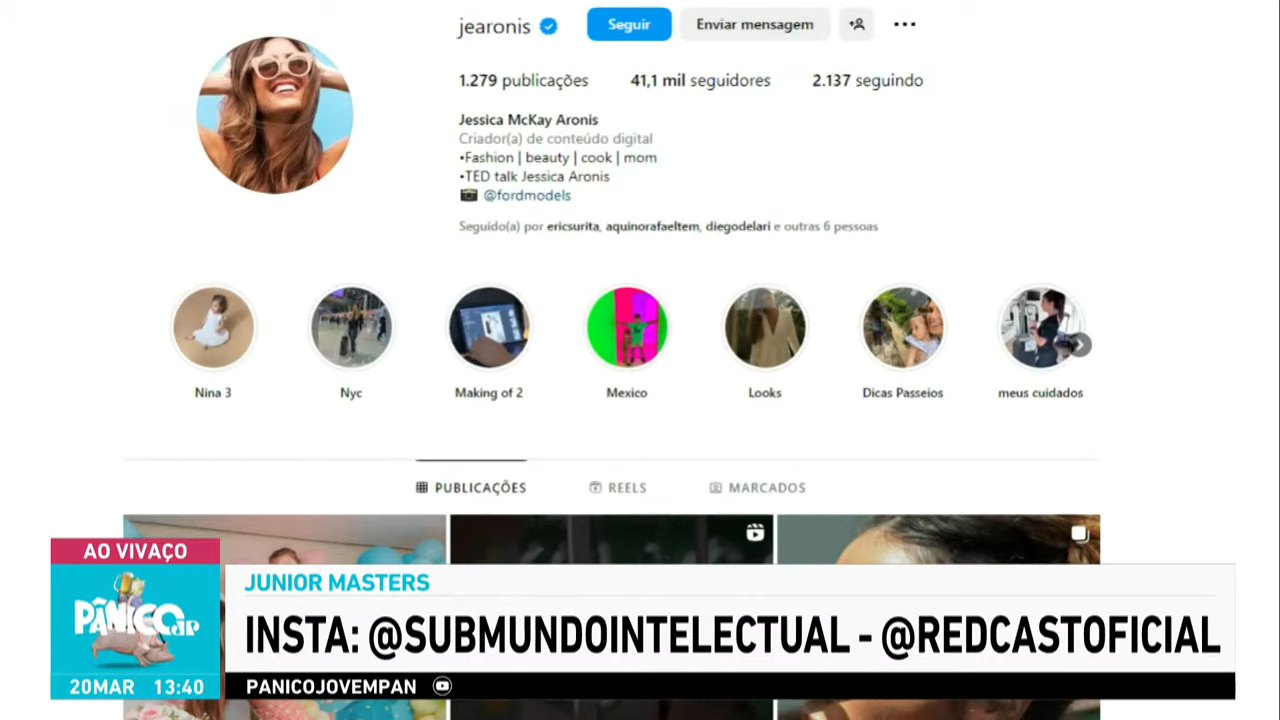 jearonis Seguir Enviar mensagem
1.279 publicações 41,1 mil seguidores 2.137 seguindo
Jessica McKay Aronis
Criador(a) de conteúdo digital
•Fashion | beauty | cook | mom
•TED talk Jessica Aronis
@fordmodels
Seguido(a) por ericsurita, aquinorafaeltem, diegodelari e outras 6 pessoas
Nina 3 Nyc Making of 2 Mexico Looks Dicas Passeios meus cuidados
PUBLICAÇÕES REELS MARCADOS
AO VIVAÇO
PÂNICO JP
20MAR 13:40
JUNIOR MASTERS
INSTA: @SUBMUNDOINTELECTUAL - @REDCASTOFICIAL
PANICOJOVEMPAN